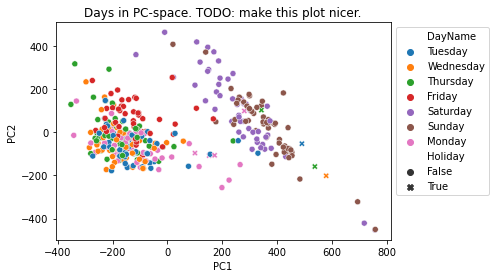 Days in PC-space. TODO: make this plot nicer.
400
200
0
−200
−400
PC2
−400
−200
0
200
400
600
800
PC1
DayName
Tuesday
Wednesday
Thursday
Friday
Saturday
Sunday
Monday
Holiday
False
True